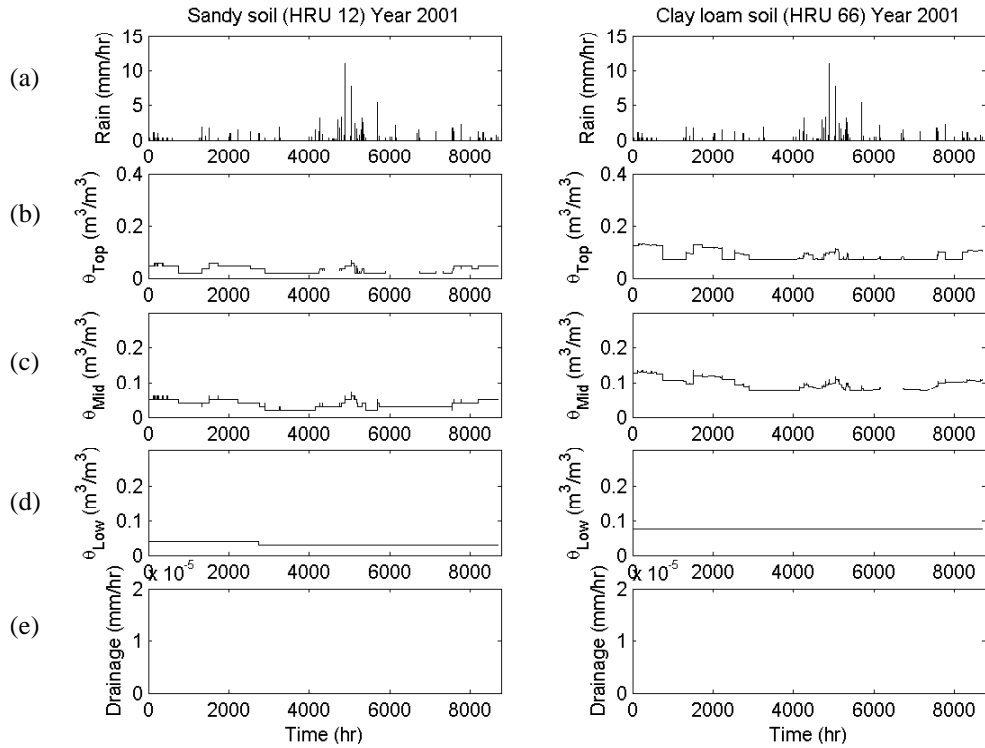 Sandy soil (HRU 12) Year 2001
Clay loam soil (HRU 66) Year 2001
(a)
Rain (mm/hr)
15
10
5
0
0 2000 4000 6000 8000
Rain (mm/hr)
15
10
5
0
0 2000 4000 6000 8000
(b)
θTop (m³/m³)
0.4
0.2
0
0 2000 4000 6000 8000
θTop (m³/m³)
0.4
0.2
0
0 2000 4000 6000 8000
(c)
θMid (m³/m³)
0.2
0.1
0
0 2000 4000 6000 8000
θMid (m³/m³)
0.2
0.1
0
0 2000 4000 6000 8000
(d)
θLow (m³/m³)
0.2
0.1
0
0 2000 4000 6000 8000
θLow (m³/m³)
0.2
0.1
0
0 2000 4000 6000 8000
(e)
Drainage (mm/hr)
x 10⁻⁵
2
1
0
0 2000 4000 6000 8000
Time (hr)
Drainage (mm/hr)
x 10⁻⁵
2
1
0
0 2000 4000 6000 8000
Time (hr)